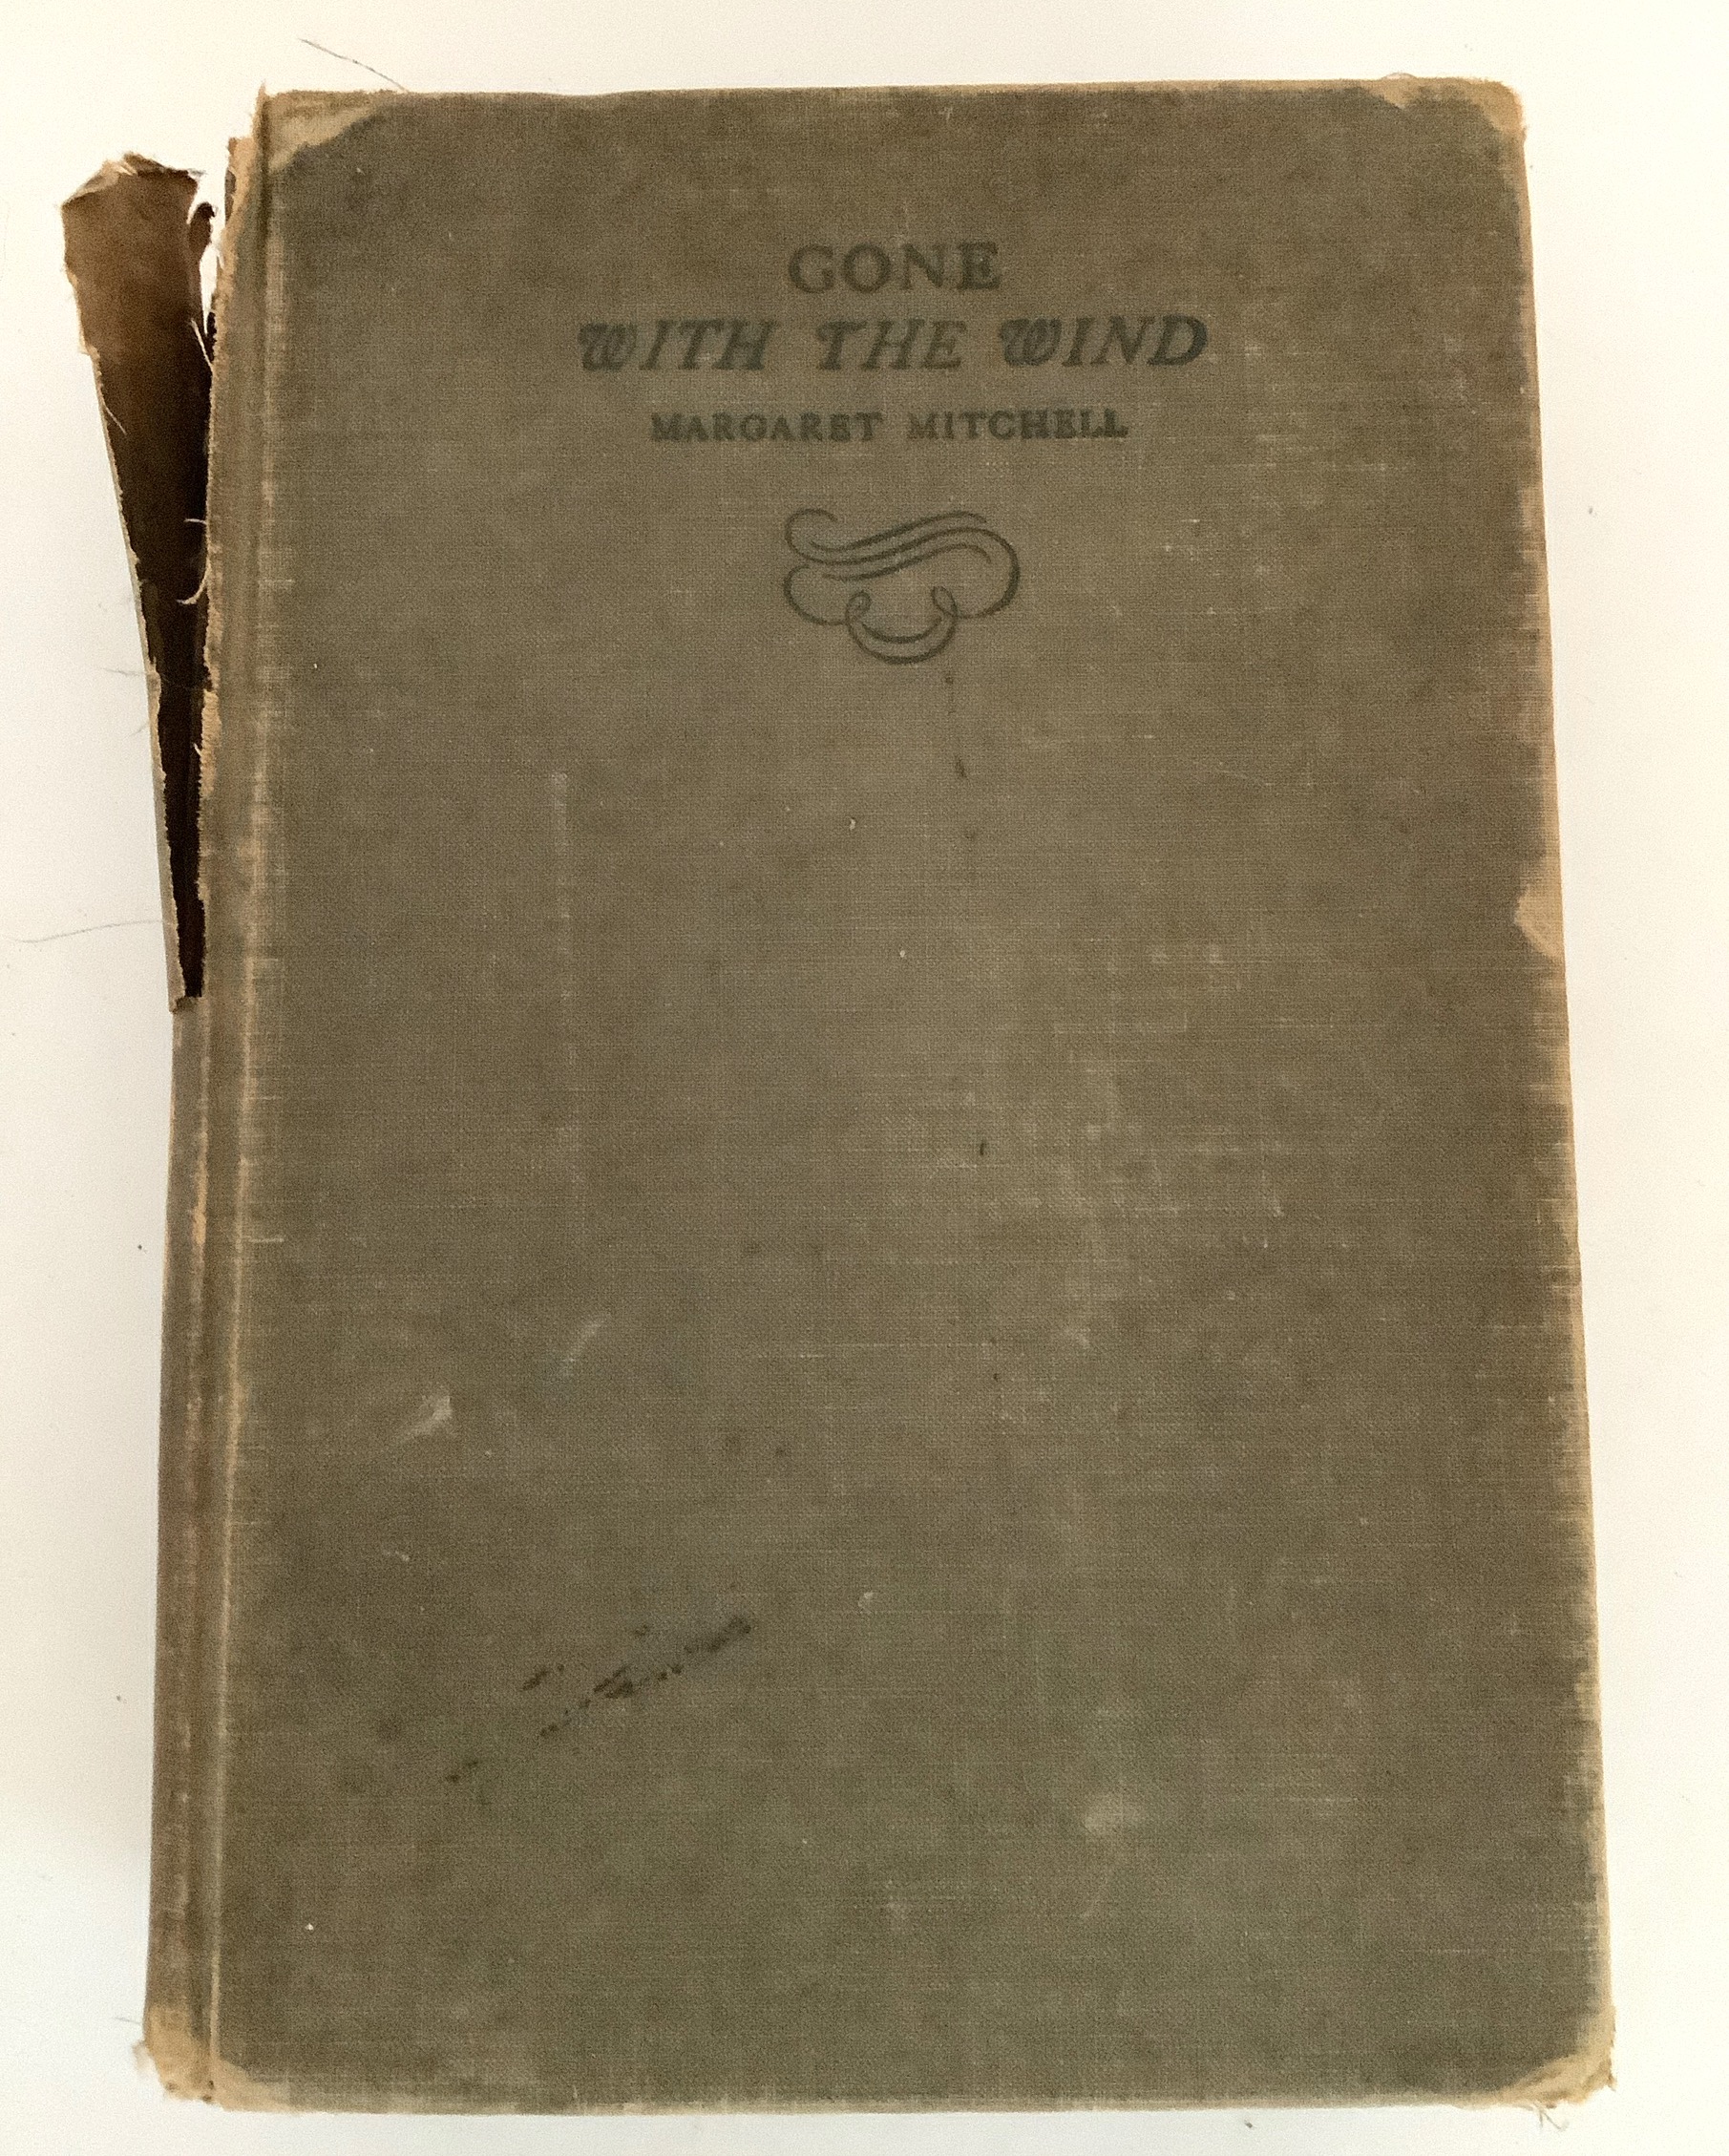 GONE
WITH THE WIND
MARGARET MITCHELL